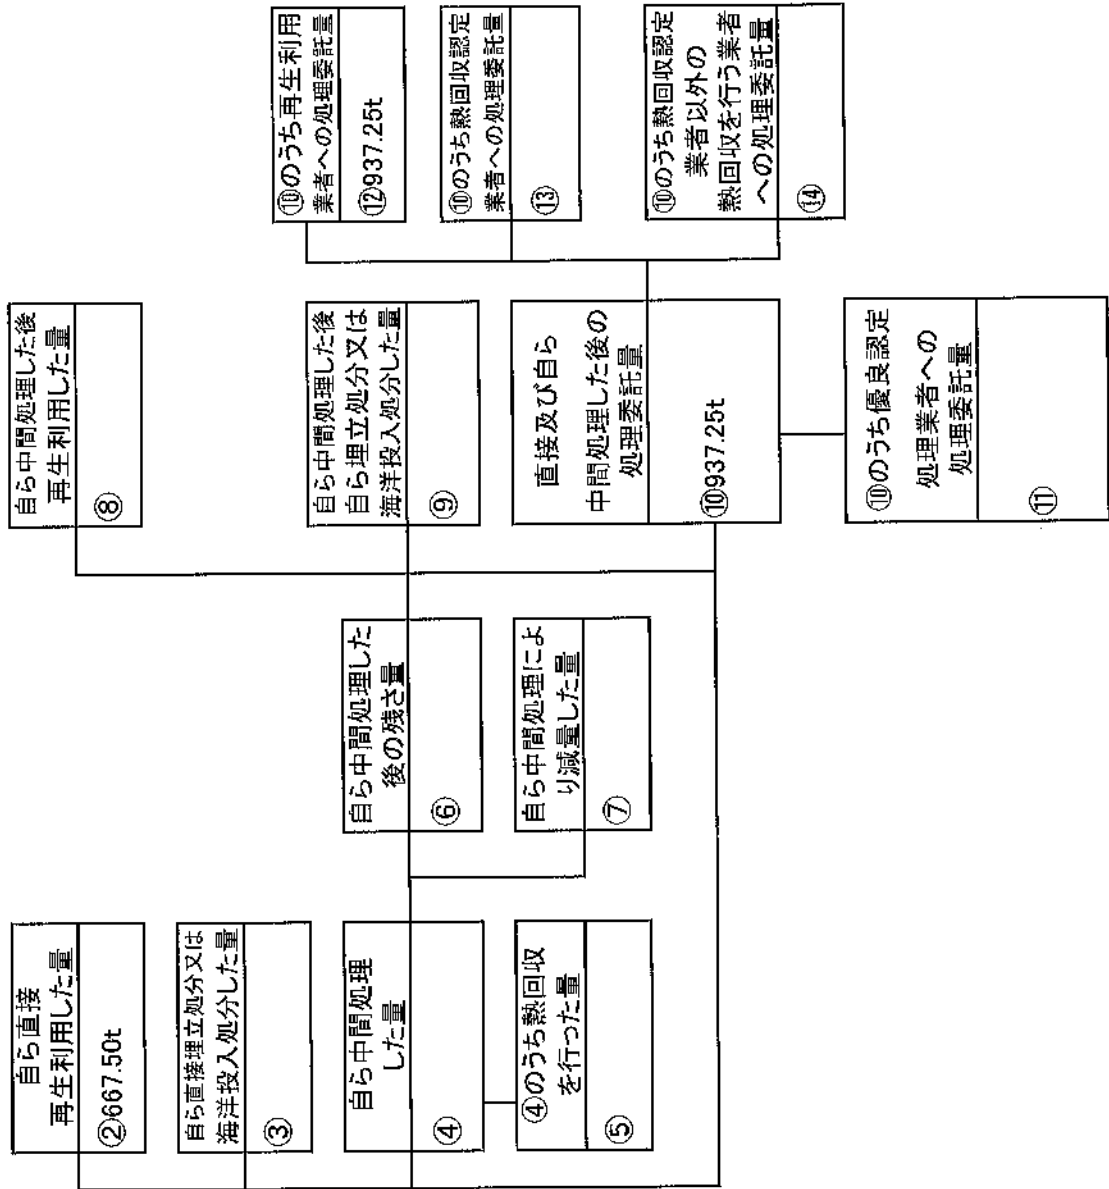 自ら直接
再生利用した量
②667.50t
自ら直接埋立処分又は
海洋投入処分した量
③
自ら中間処理
した量
④
④のうち熱回収
を行った量
⑤
自ら中間処理した
後の残さ量
⑥
自ら中間処理によ
り減量した量
⑦
自ら中間処理した後
再生利用した量
⑧
自ら中間処理した後
自ら埋立処分又は
海洋投入処分した量
⑨
直接及び自ら
中間処理した後の
処理委託量
⑩937.25t
⑩のうち優良認定
処理業者への
処理委託量
⑪
⑩のうち再生利用
業者への処理委託量
⑫937.25t
⑩のうち熱回収認定
業者への処理委託量
⑬
⑩のうち熱回収認定
業者以外の
熱回収を行う業者
への処理委託量
⑭